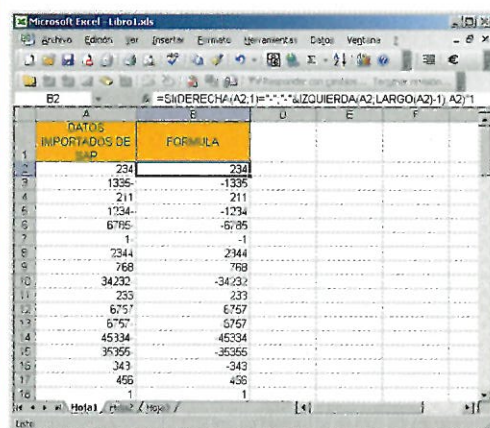 Microsoft Excel - Libro1.xls
Archivo Edición Ver Insertar Formato Herramientas Datos Ventana ?
B2 =SI(DERECHA(A2;1)="-";"-"&IZQUIERDA(A2;LARGO(A2)-1);A2)*1
A B D E F
1 DATOS IMPORTADOS DE SAP FORMULA
2 234 234
3 1335- -1335
4 211 211
5 1234- -1234
6 6785- -6785
7 1- -1
8 2344 2344
9 768 768
10 34232- -34232
11 233 233
12 6757 6757
13 6757- -6757
14 45334 -45334
15 35355 -35355
16 343 -343
17 456 456
18 1 1
Hoja1 Hoja2 Hoja3
Listo